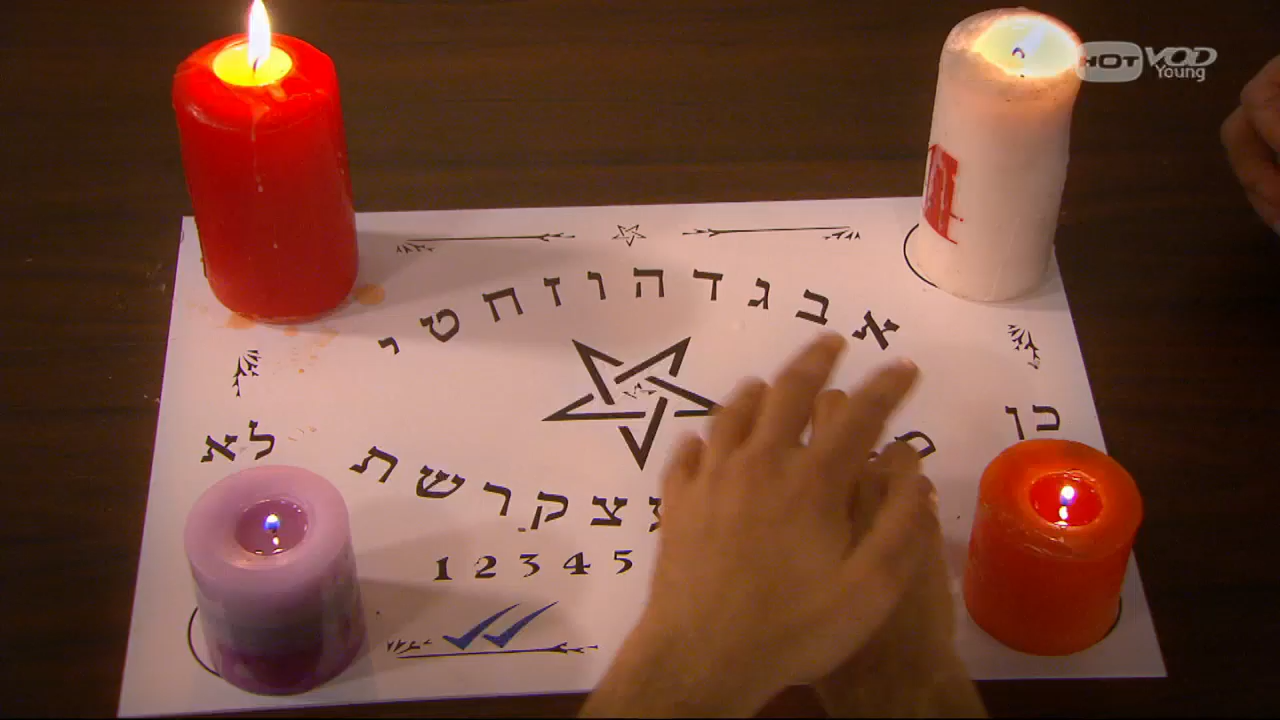 HOT VOD
Young
א ב ג ד ה ו ז ח ט י
כן
לא
צ ק ר ש ת
1 2 3 4 5